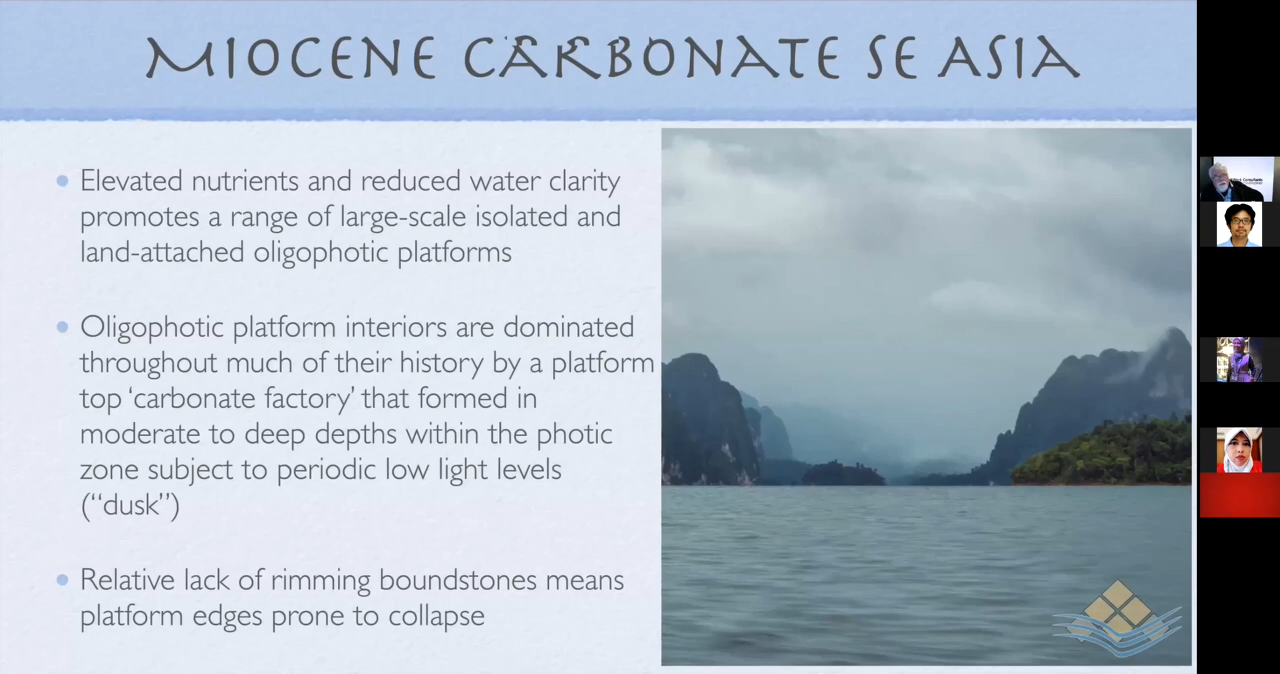 MIOCENE CARBONATE SE ASIA
• Elevated nutrients and reduced water clarity
promotes a range of large-scale isolated and
land-attached oligophotic platforms
• Oligophotic platform interiors are dominated
throughout much of their history by a platform
top ‘carbonate factory’ that formed in
moderate to deep depths within the photic
zone subject to periodic low light levels
(“dusk”)
• Relative lack of rimming boundstones means
platform edges prone to collapse